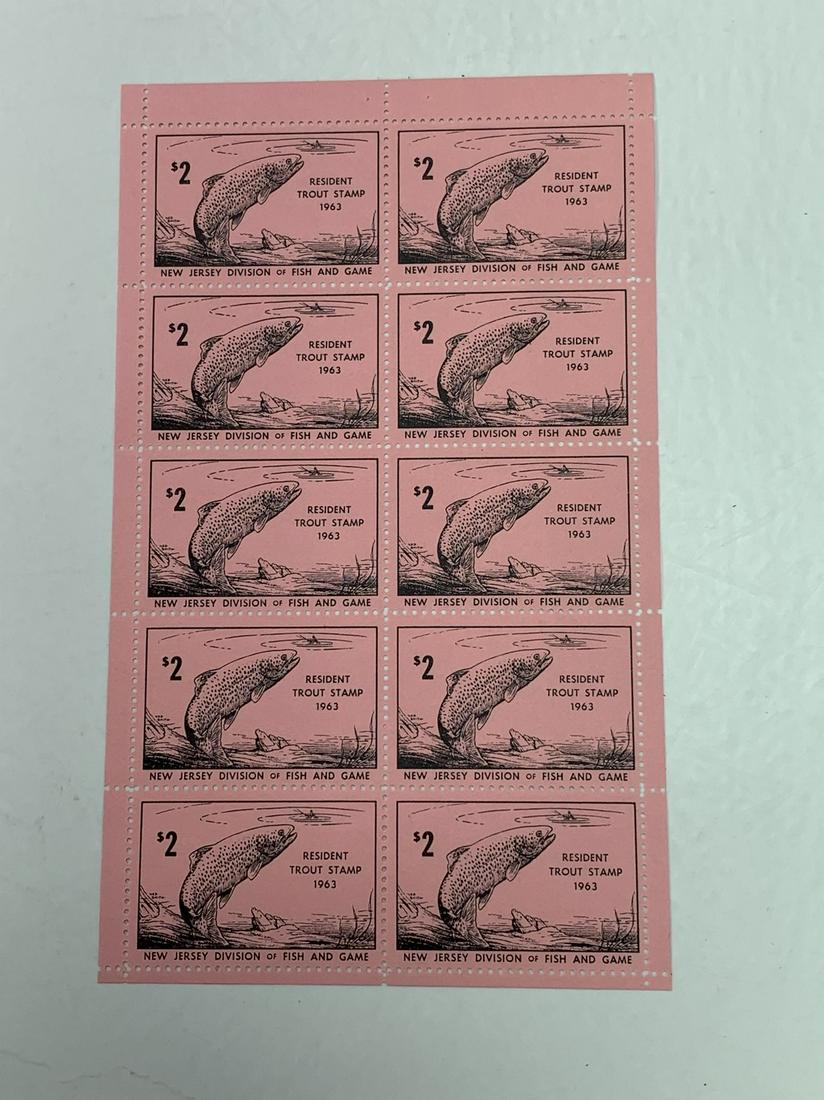 $2
RESIDENT
TROUT STAMP
1963
NEW JERSEY DIVISION OF FISH AND GAME
$2
RESIDENT
TROUT STAMP
1963
NEW JERSEY DIVISION OF FISH AND GAME
$2
RESIDENT
TROUT STAMP
1963
NEW JERSEY DIVISION OF FISH AND GAME
$2
RESIDENT
TROUT STAMP
1963
NEW JERSEY DIVISION OF FISH AND GAME
$2
RESIDENT
TROUT STAMP
1963
NEW JERSEY DIVISION OF FISH AND GAME
$2
RESIDENT
TROUT STAMP
1963
NEW JERSEY DIVISION OF FISH AND GAME
$2
RESIDENT
TROUT STAMP
1963
NEW JERSEY DIVISION OF FISH AND GAME
$2
RESIDENT
TROUT STAMP
1963
NEW JERSEY DIVISION OF FISH AND GAME
$2
RESIDENT
TROUT STAMP
1963
NEW JERSEY DIVISION OF FISH AND GAME
$2
RESIDENT
TROUT STAMP
1963
NEW JERSEY DIVISION OF FISH AND GAME